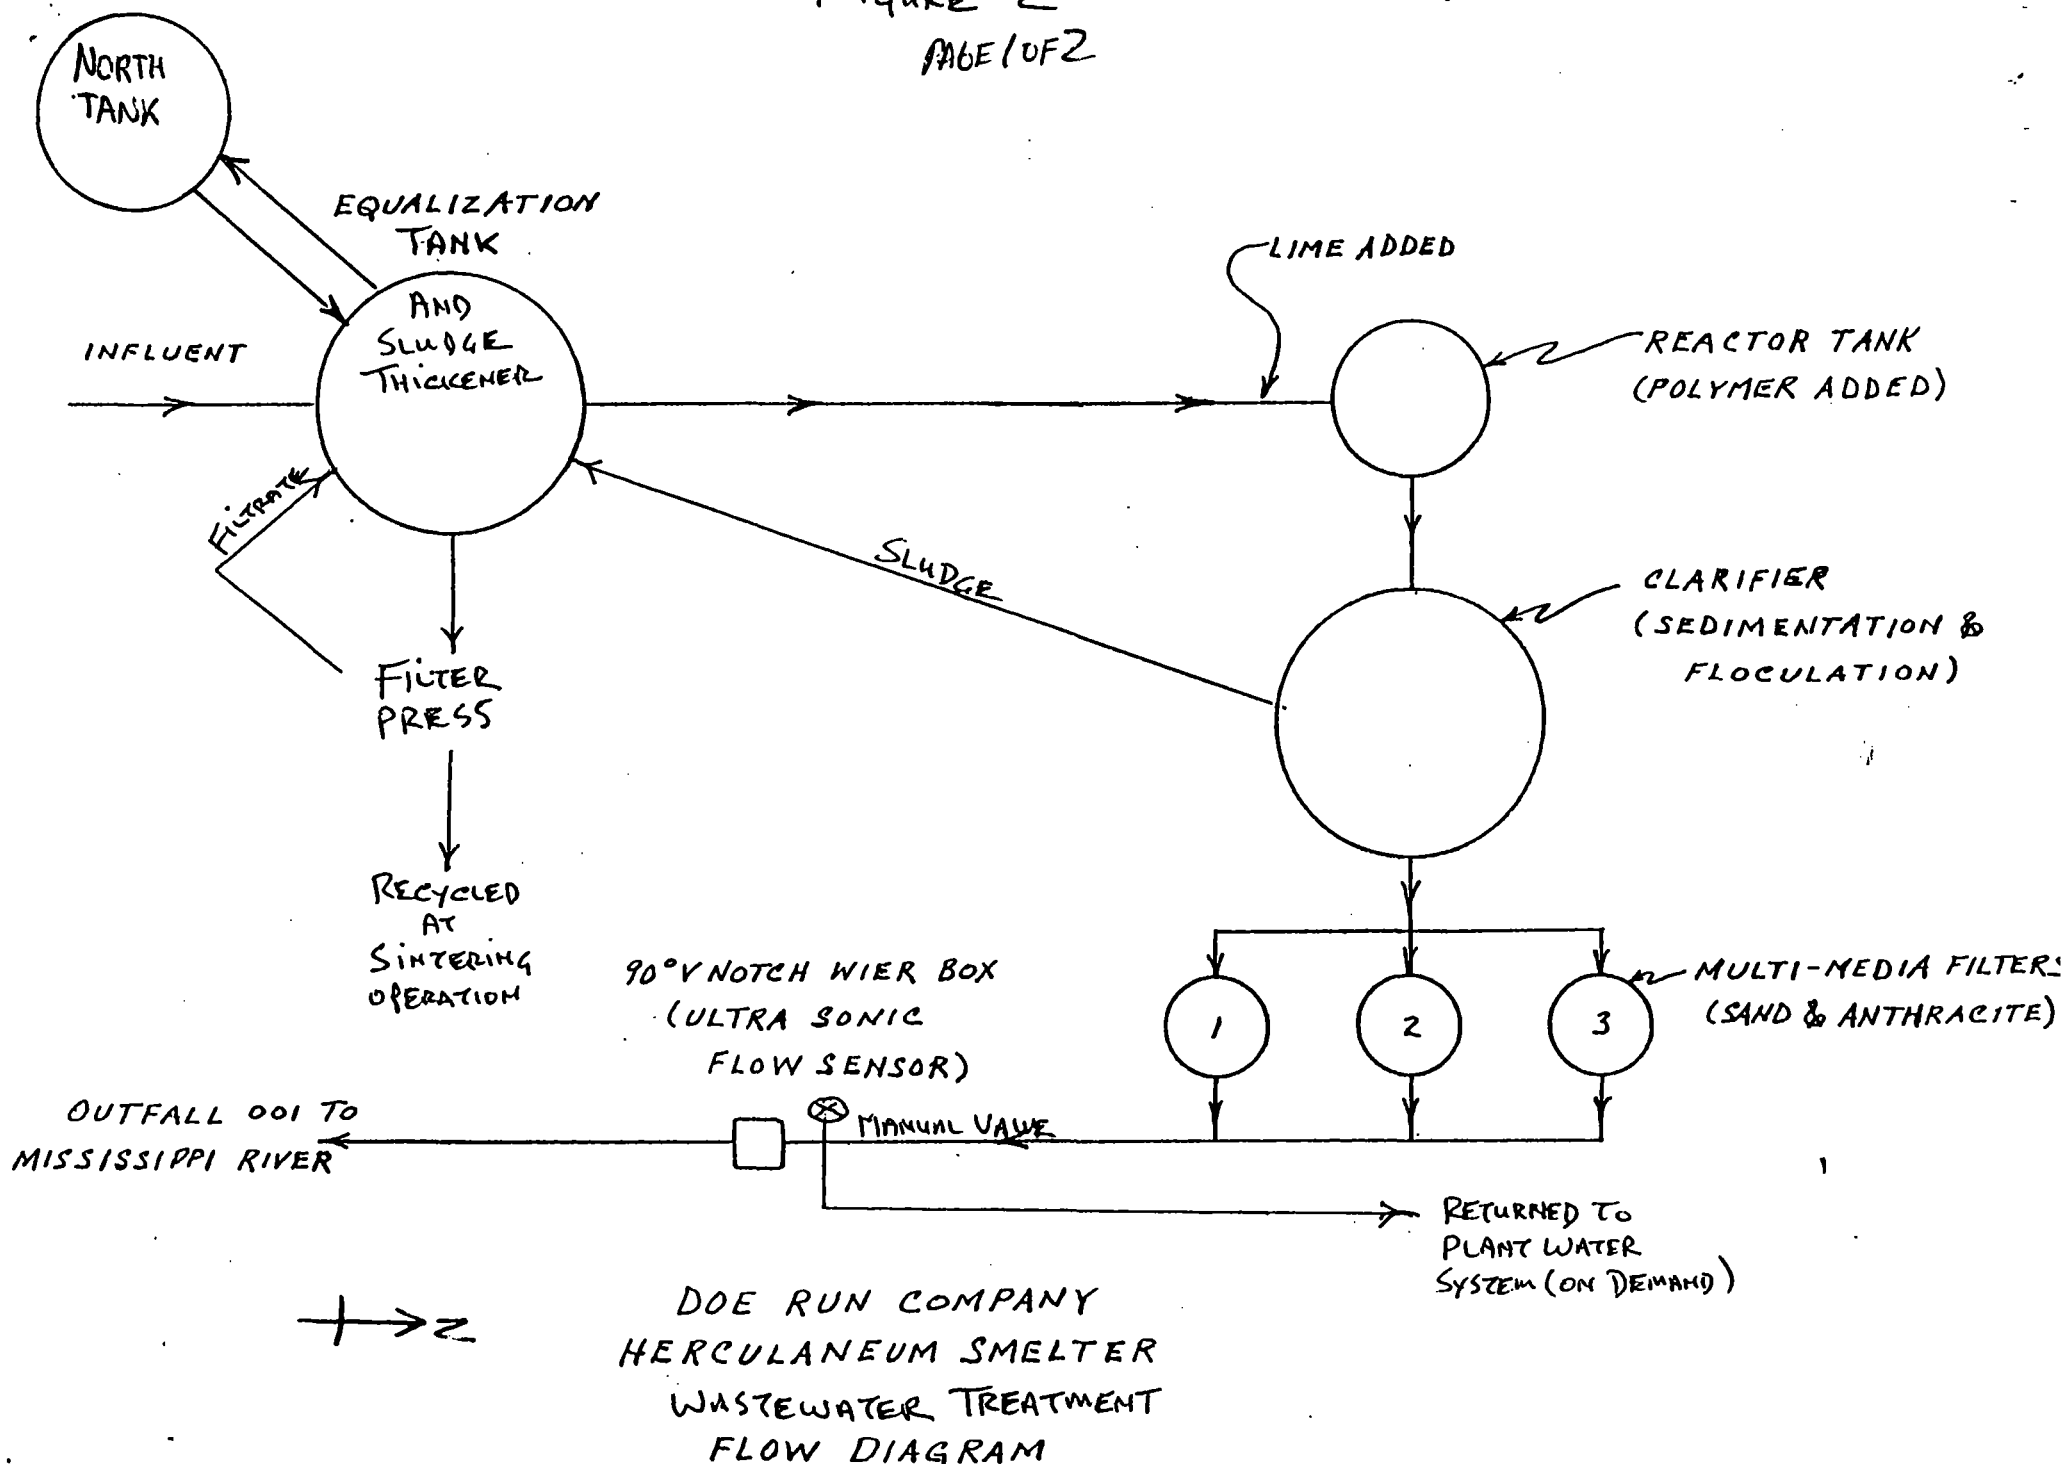 FIGURE 2
PAGE 1 OF 2
NORTH
TANK
EQUALIZATION
TANK
AND
SLUDGE
THICKENER
INFLUENT
LIME ADDED
REACTOR TANK
(POLYMER ADDED)
FILTRATE
SLUDGE
CLARIFIER
(SEDIMENTATION &
FLOCULATION)
FILTER
PRESS
RECYCLED
AT
SINTERING
OPERATION
90° V NOTCH WIER BOX
(ULTRA SONIC
FLOW SENSOR)
1
2
3
MULTI-MEDIA FILTERS
(SAND & ANTHRACITE)
OUTFALL 001 TO
MISSISSIPPI RIVER
MANUAL VALVE
RETURNED TO
PLANT WATER
SYSTEM (ON DEMAND)
N
DOE RUN COMPANY
HERCULANEUM SMELTER
WASTEWATER TREATMENT
FLOW DIAGRAM